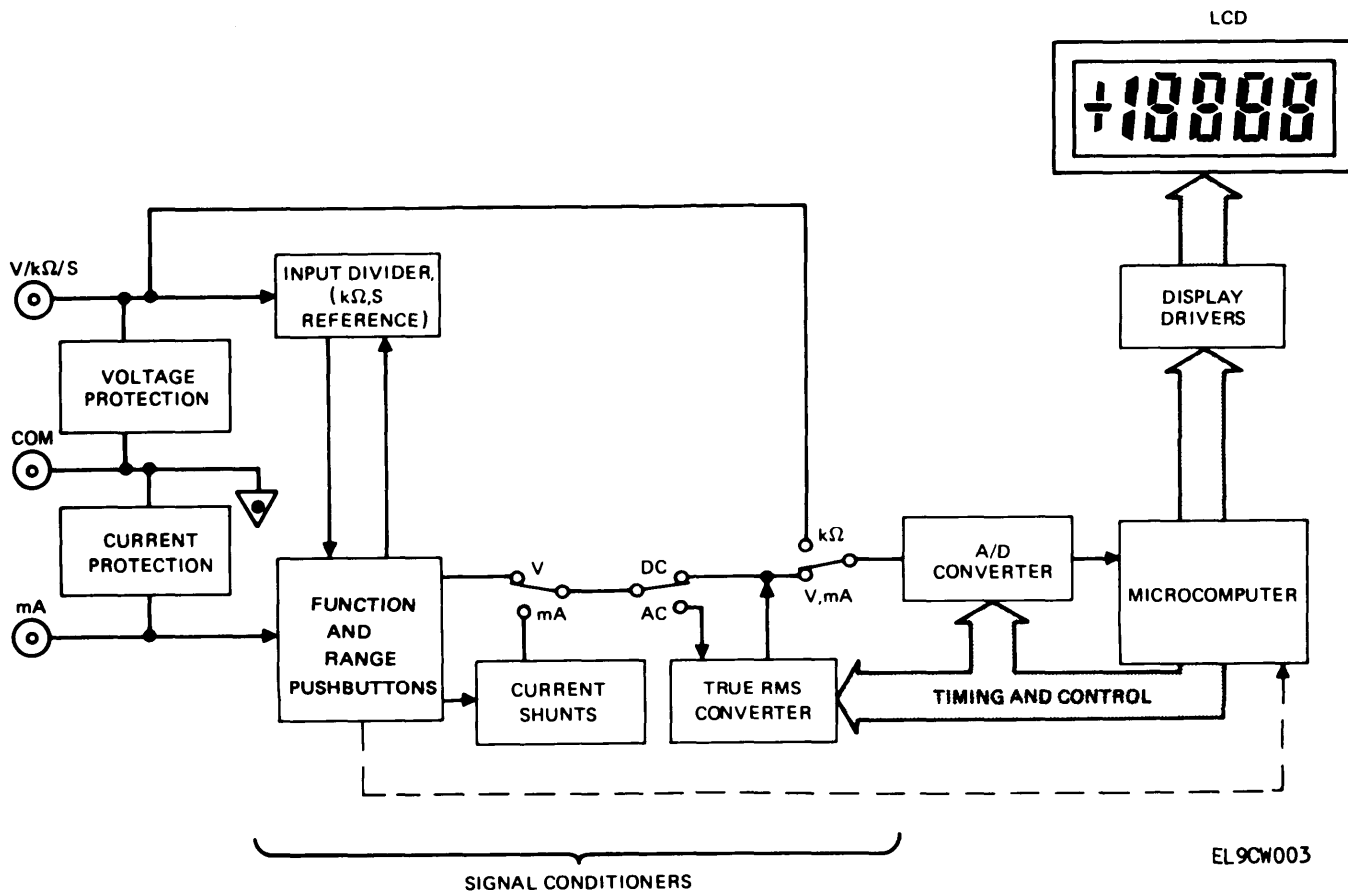 LCD
+18888
V/kΩ/S
INPUT DIVIDER,
(kΩ,S
REFERENCE)
DISPLAY
DRIVERS
VOLTAGE
PROTECTION
COM
CURRENT
PROTECTION
mA
FUNCTION
AND
RANGE
PUSHBUTTONS
V
mA
DC
AC
kΩ
V,mA
A/D
CONVERTER
MICROCOMPUTER
CURRENT
SHUNTS
TRUE RMS
CONVERTER
TIMING AND CONTROL
SIGNAL CONDITIONERS
EL9CW003